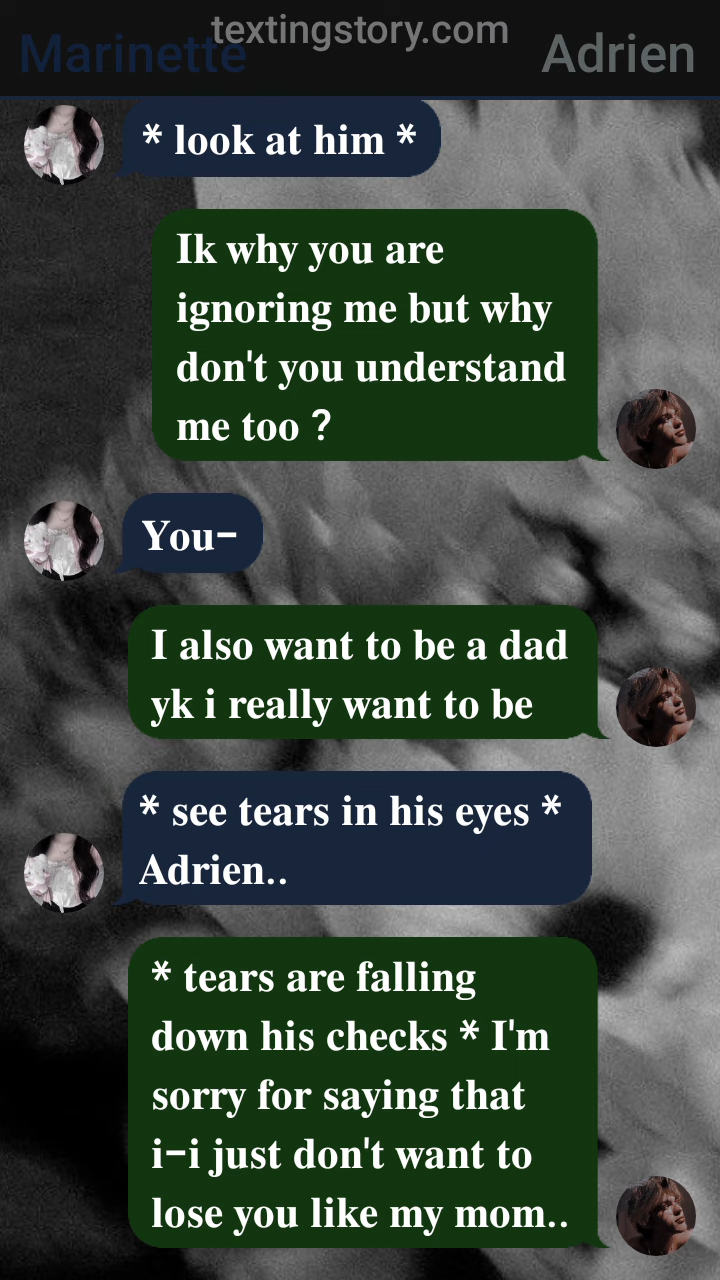 textingstory.com
Marinette
Adrien
* look at him *
Ik why you are
ignoring me but why
don't you understand
me too ?
You-
I also want to be a dad
yk i really want to be
* see tears in his eyes *
Adrien..
* tears are falling
down his checks * I'm
sorry for saying that
i-i just don't want to
lose you like my mom..